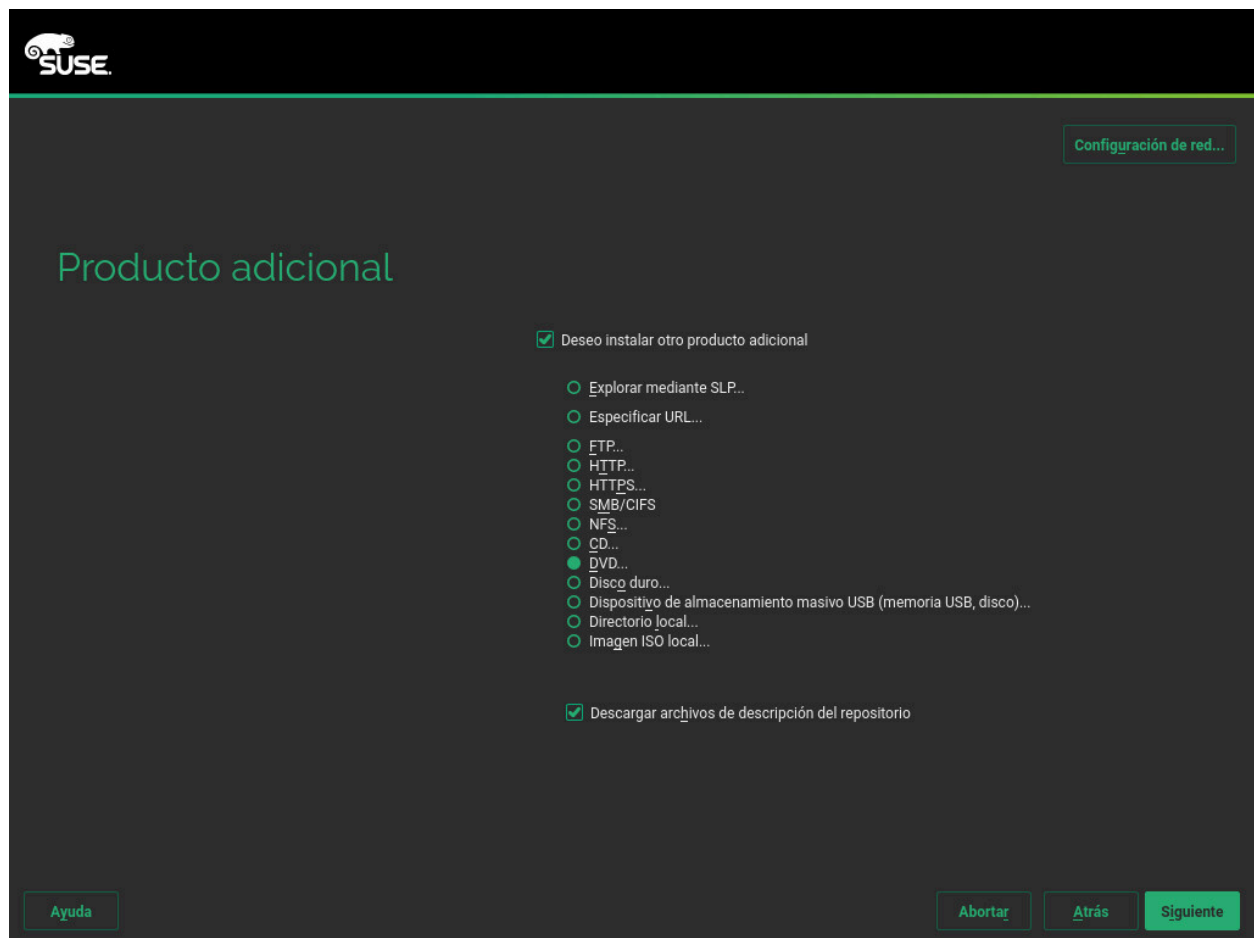 SUSE.
Configuración de red...
Producto adicional
Deseo instalar otro producto adicional
Explorar mediante SLP...
Especificar URL...
FTP...
HTTP...
HTTPS...
SMB/CIFS
NFS...
CD...
DVD...
Disco duro...
Dispositivo de almacenamiento masivo USB (memoria USB, disco)...
Directorio local...
Imagen ISO local...
Descargar archivos de descripción del repositorio
Ayuda
Abortar
Atrás
Siguiente